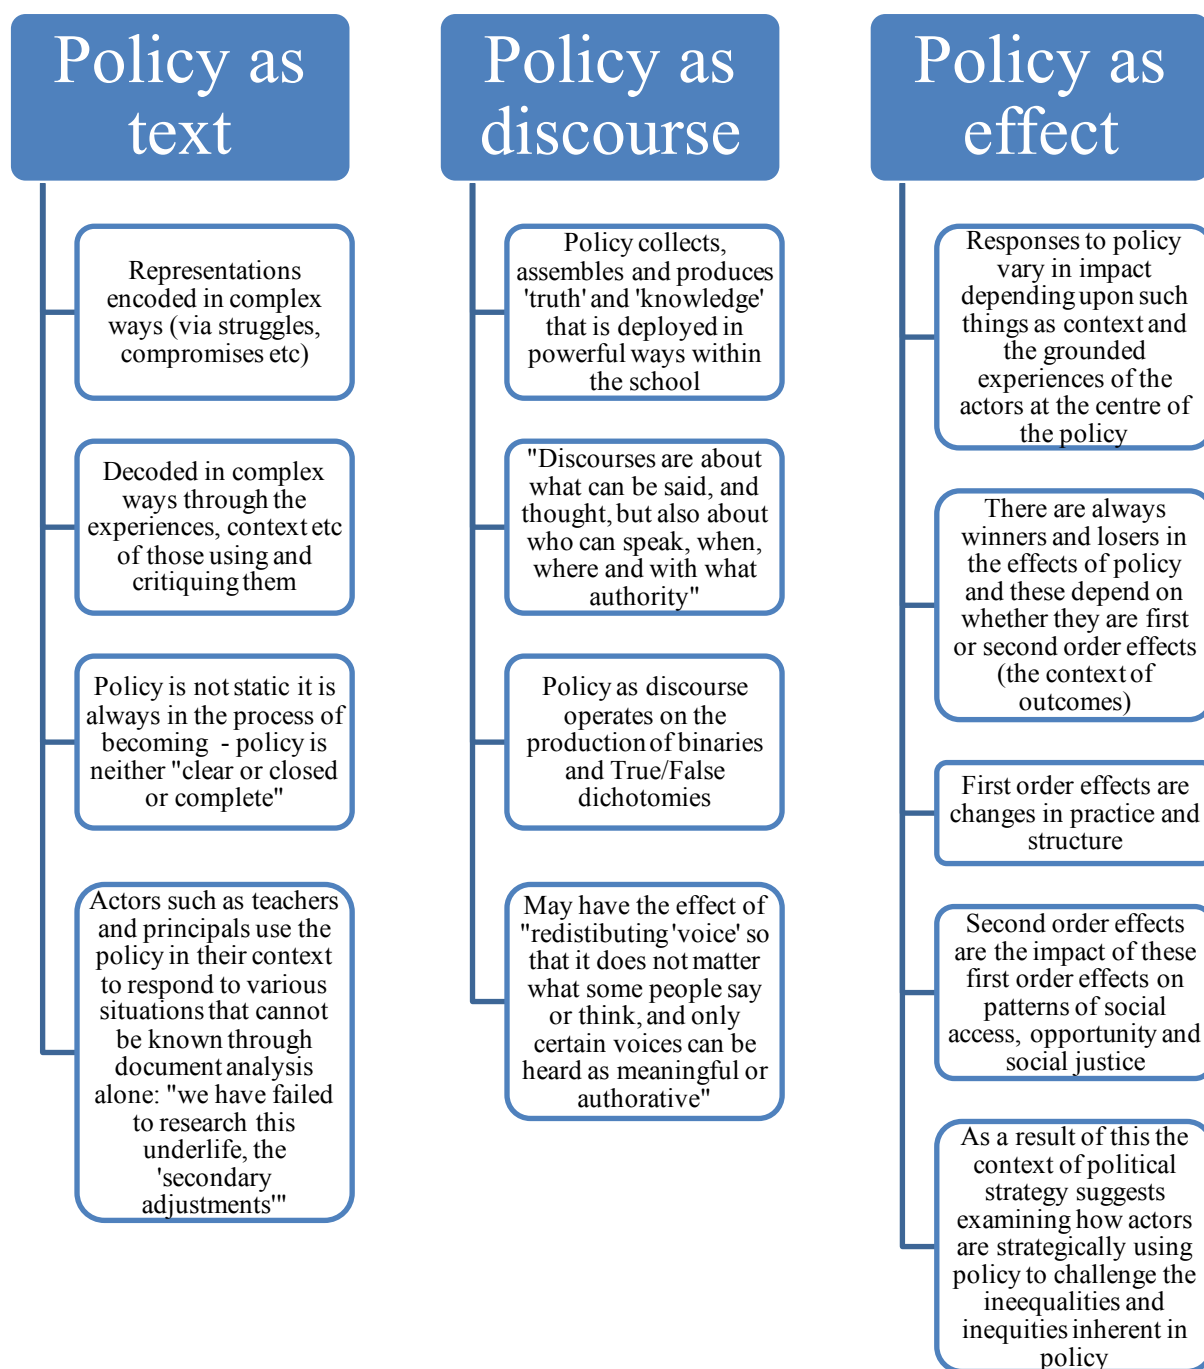 Policy as
text
Representations
encoded in complex
ways (via struggles,
compromises etc)
Decoded in complex
ways through the
experiences, context etc
of those using and
critiquing them
Policy is not static it is
always in the process of
becoming - policy is
neither "clear or closed
or complete"
Actors such as teachers
and principals use the
policy in their context
to respond to various
situations that cannot
be known through
document analysis
alone: "we have failed
to research this
underlife, the
'secondary
adjustments'"
Policy as
discourse
Policy collects,
assembles and produces
'truth' and 'knowledge'
that is deployed in
powerful ways within
the school
"Discourses are about
what can be said, and
thought, but also about
who can speak, when,
where and with what
authority"
Policy as discourse
operates on the
production of binaries
and True/False
dichotomies
May have the effect of
"redistibuting 'voice' so
that it does not matter
what some people say
or think, and only
certain voices can be
heard as meaningful or
authorative"
Policy as
effect
Responses to policy
vary in impact
depending upon such
things as context and
the grounded
experiences of the
actors at the centre of
the policy
There are always
winners and losers in
the effects of policy
and these depend on
whether they are first
or second order effects
(the context of
outcomes)
First order effects are
changes in practice and
structure
Second order effects
are the impact of these
first order effects on
patterns of social
access, opportunity and
social justice
As a result of this the
context of political
strategy suggests
examining how actors
are strategically using
policy to challenge the
ineequalities and
inequities inherent in
policy